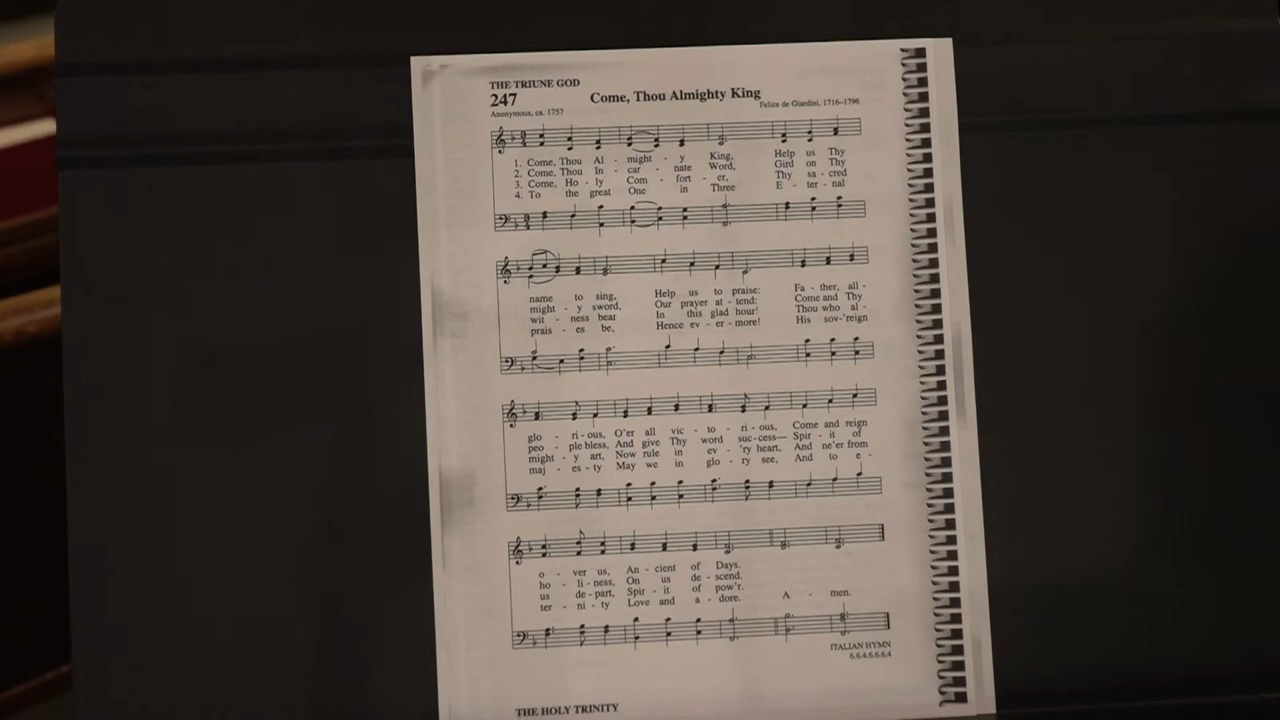 THE TRIUNE GOD
247 Come, Thou Almighty King
Anonymous, ca. 1757 Felice de Giardini, 1716–1796
1. Come, Thou Al - might - y King, Help us Thy
2. Come, Thou In - car - nate Word, Gird on Thy
3. Come, Ho - ly Com - fort - er, Thy sa - cred
4. To the great One in Three E - ter - nal
name to sing, Help us to praise: Fa - ther, all -
might - y sword, Our prayer at - tend: Come and Thy
wit - ness bear In this glad hour! Thou who al -
prais - es be, Hence ev - er - more! His sov-'reign
glo - ri - ous, O'er all vic - to - ri - ous, Come and reign
peo - ple bless, And give Thy word suc-cess— Spir - it of
might - y art, Now rule in ev - 'ry heart, And ne'er from
maj - es - ty May we in glo - ry see, And to e -
o - ver us, An - cient of Days.
ho - li - ness, On us de - scend.
us de - part, Spir - it of pow'r.
ter - ni - ty Love and a - dore. A - men.
ITALIAN HYMN
6.6.4.6.6.6.4
THE HOLY TRINITY